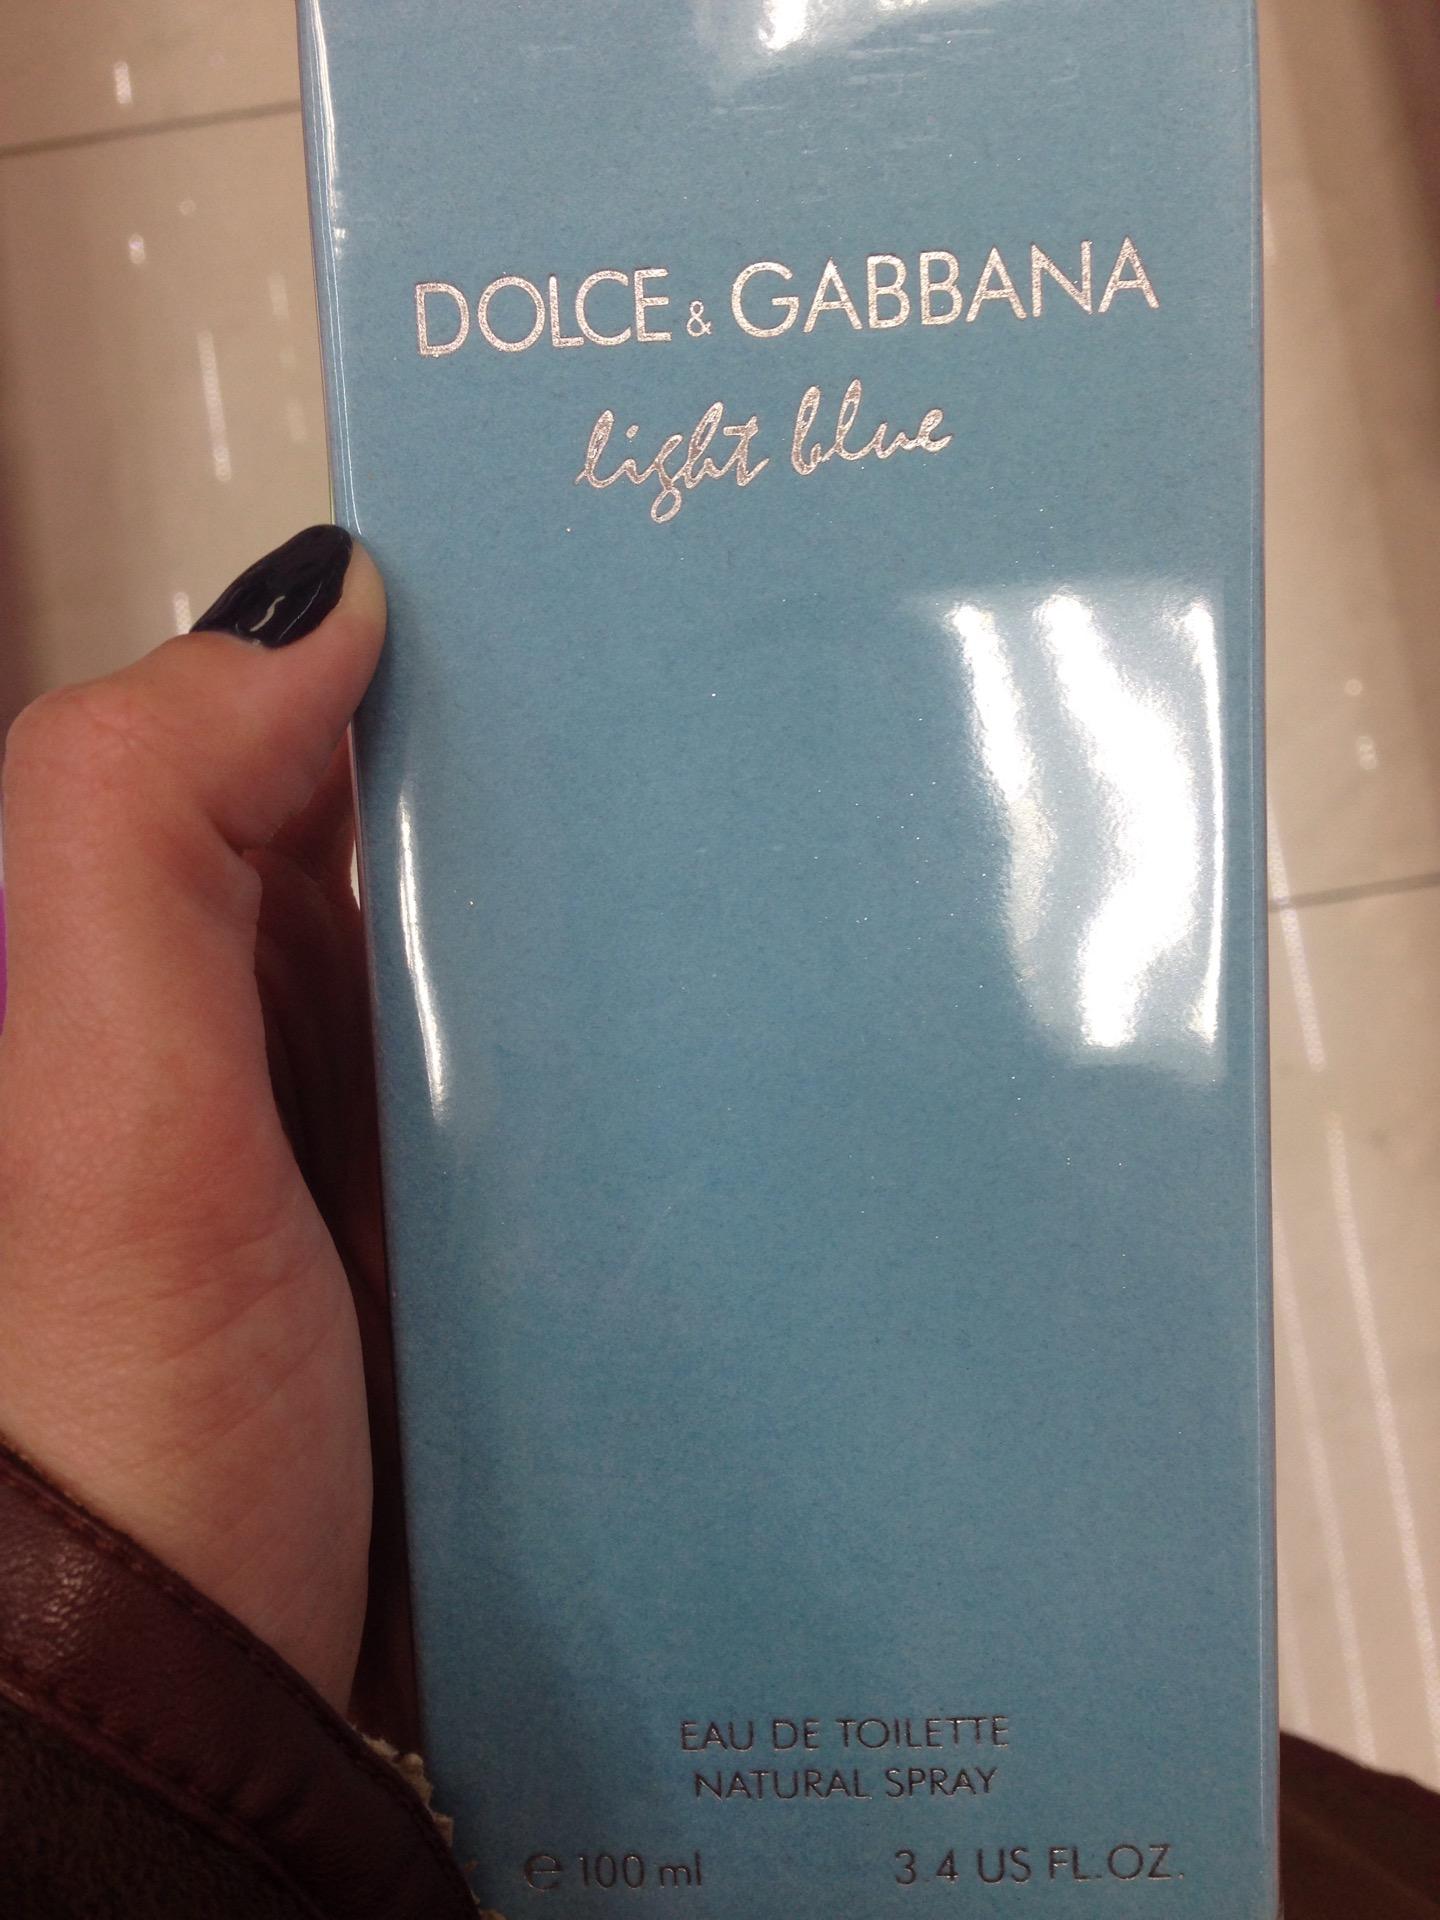 DOLCE & GABBANA
light blue
EAU DE TOILETTE
NATURAL SPRAY
℮ 100 ml 3.4 US FL.OZ.